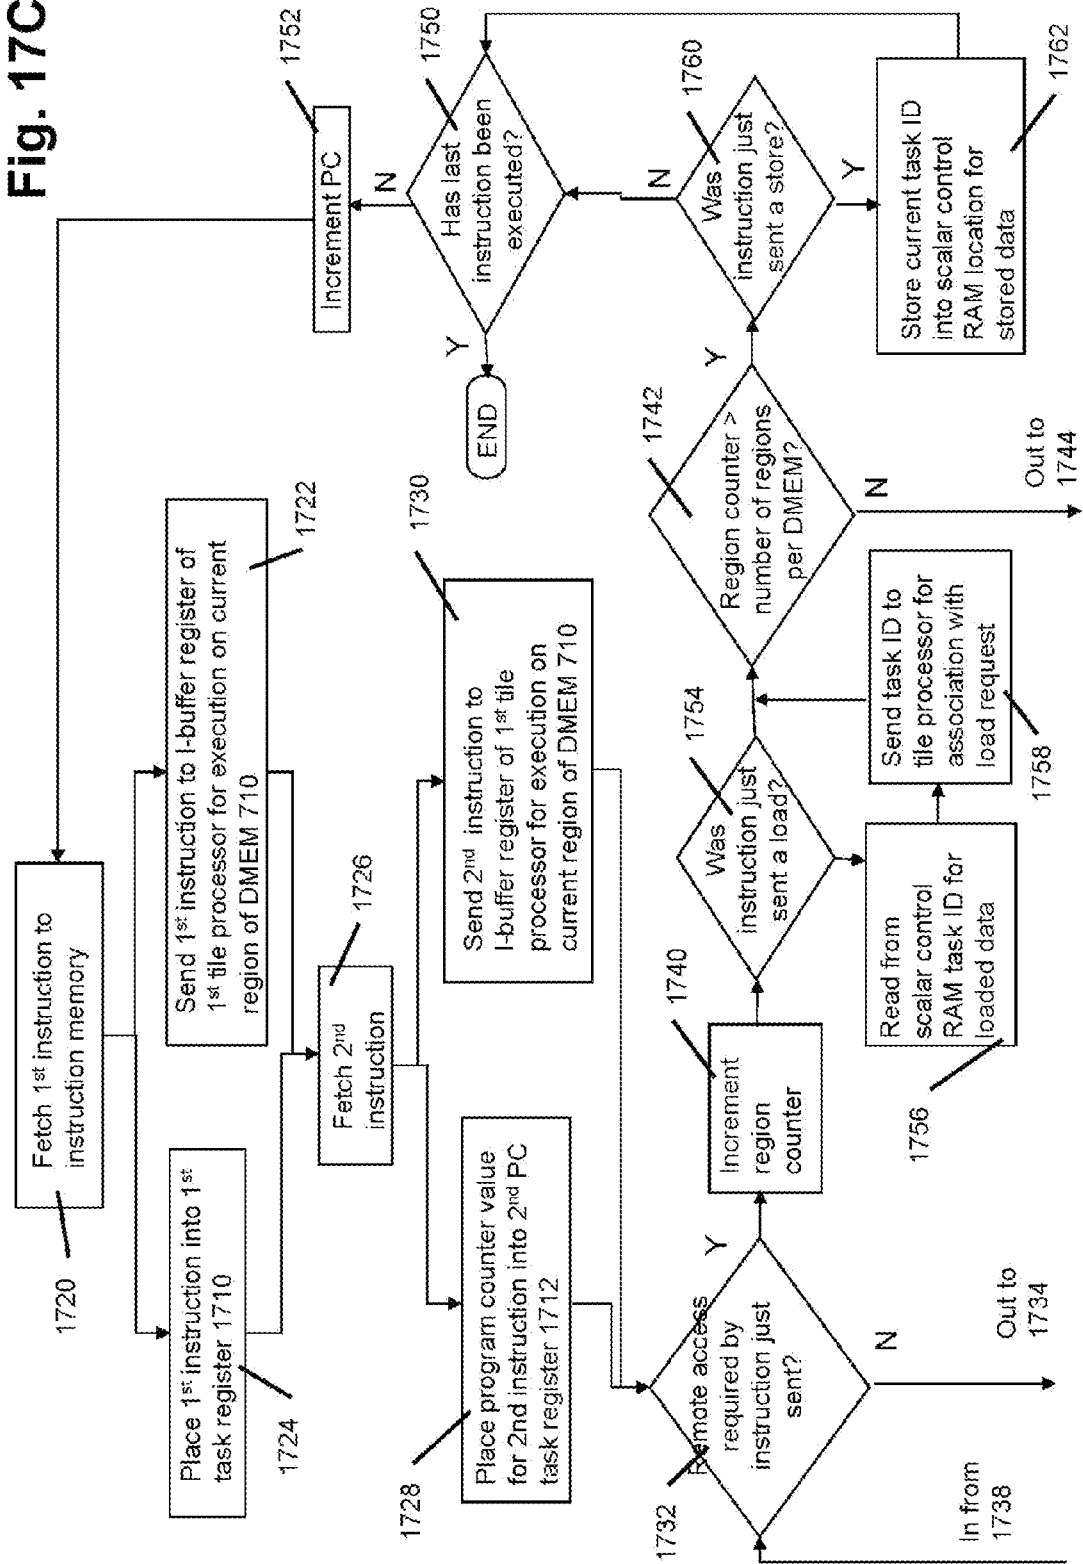 Fig. 17C
Fetch 1st instruction to
instruction memory
1720
Place 1st instruction into 1st
task register 1710
1724
Send 1st instruction to I-buffer register of
1st tile processor for execution on current
region of DMEM 710
1722
Fetch 2nd
instruction
1726
Place program counter value
for 2nd instruction into 2nd PC
task register 1712
1728
Send 2nd instruction to
I-buffer register of 1st tile
processor for execution on
current region of DMEM 710
1730
Remote access
required by
instruction just
sent?
1732
Y
N
In from
1738
Out to
1734
Increment
region
counter
1740
Was
instruction just
sent a load?
1754
Read from
scalar control
RAM task ID for
loaded data
1756
Send task ID to
tile processor for
association with
load request
1758
Region counter >
number of regions
per DMEM?
1742
Y
N
Out to
1744
Was
instruction just
sent a store?
1760
N
Y
Store current task ID
into scalar control
RAM location for
stored data
1762
Has last
instruction been
executed?
1750
Y
N
END
Increment PC
1752